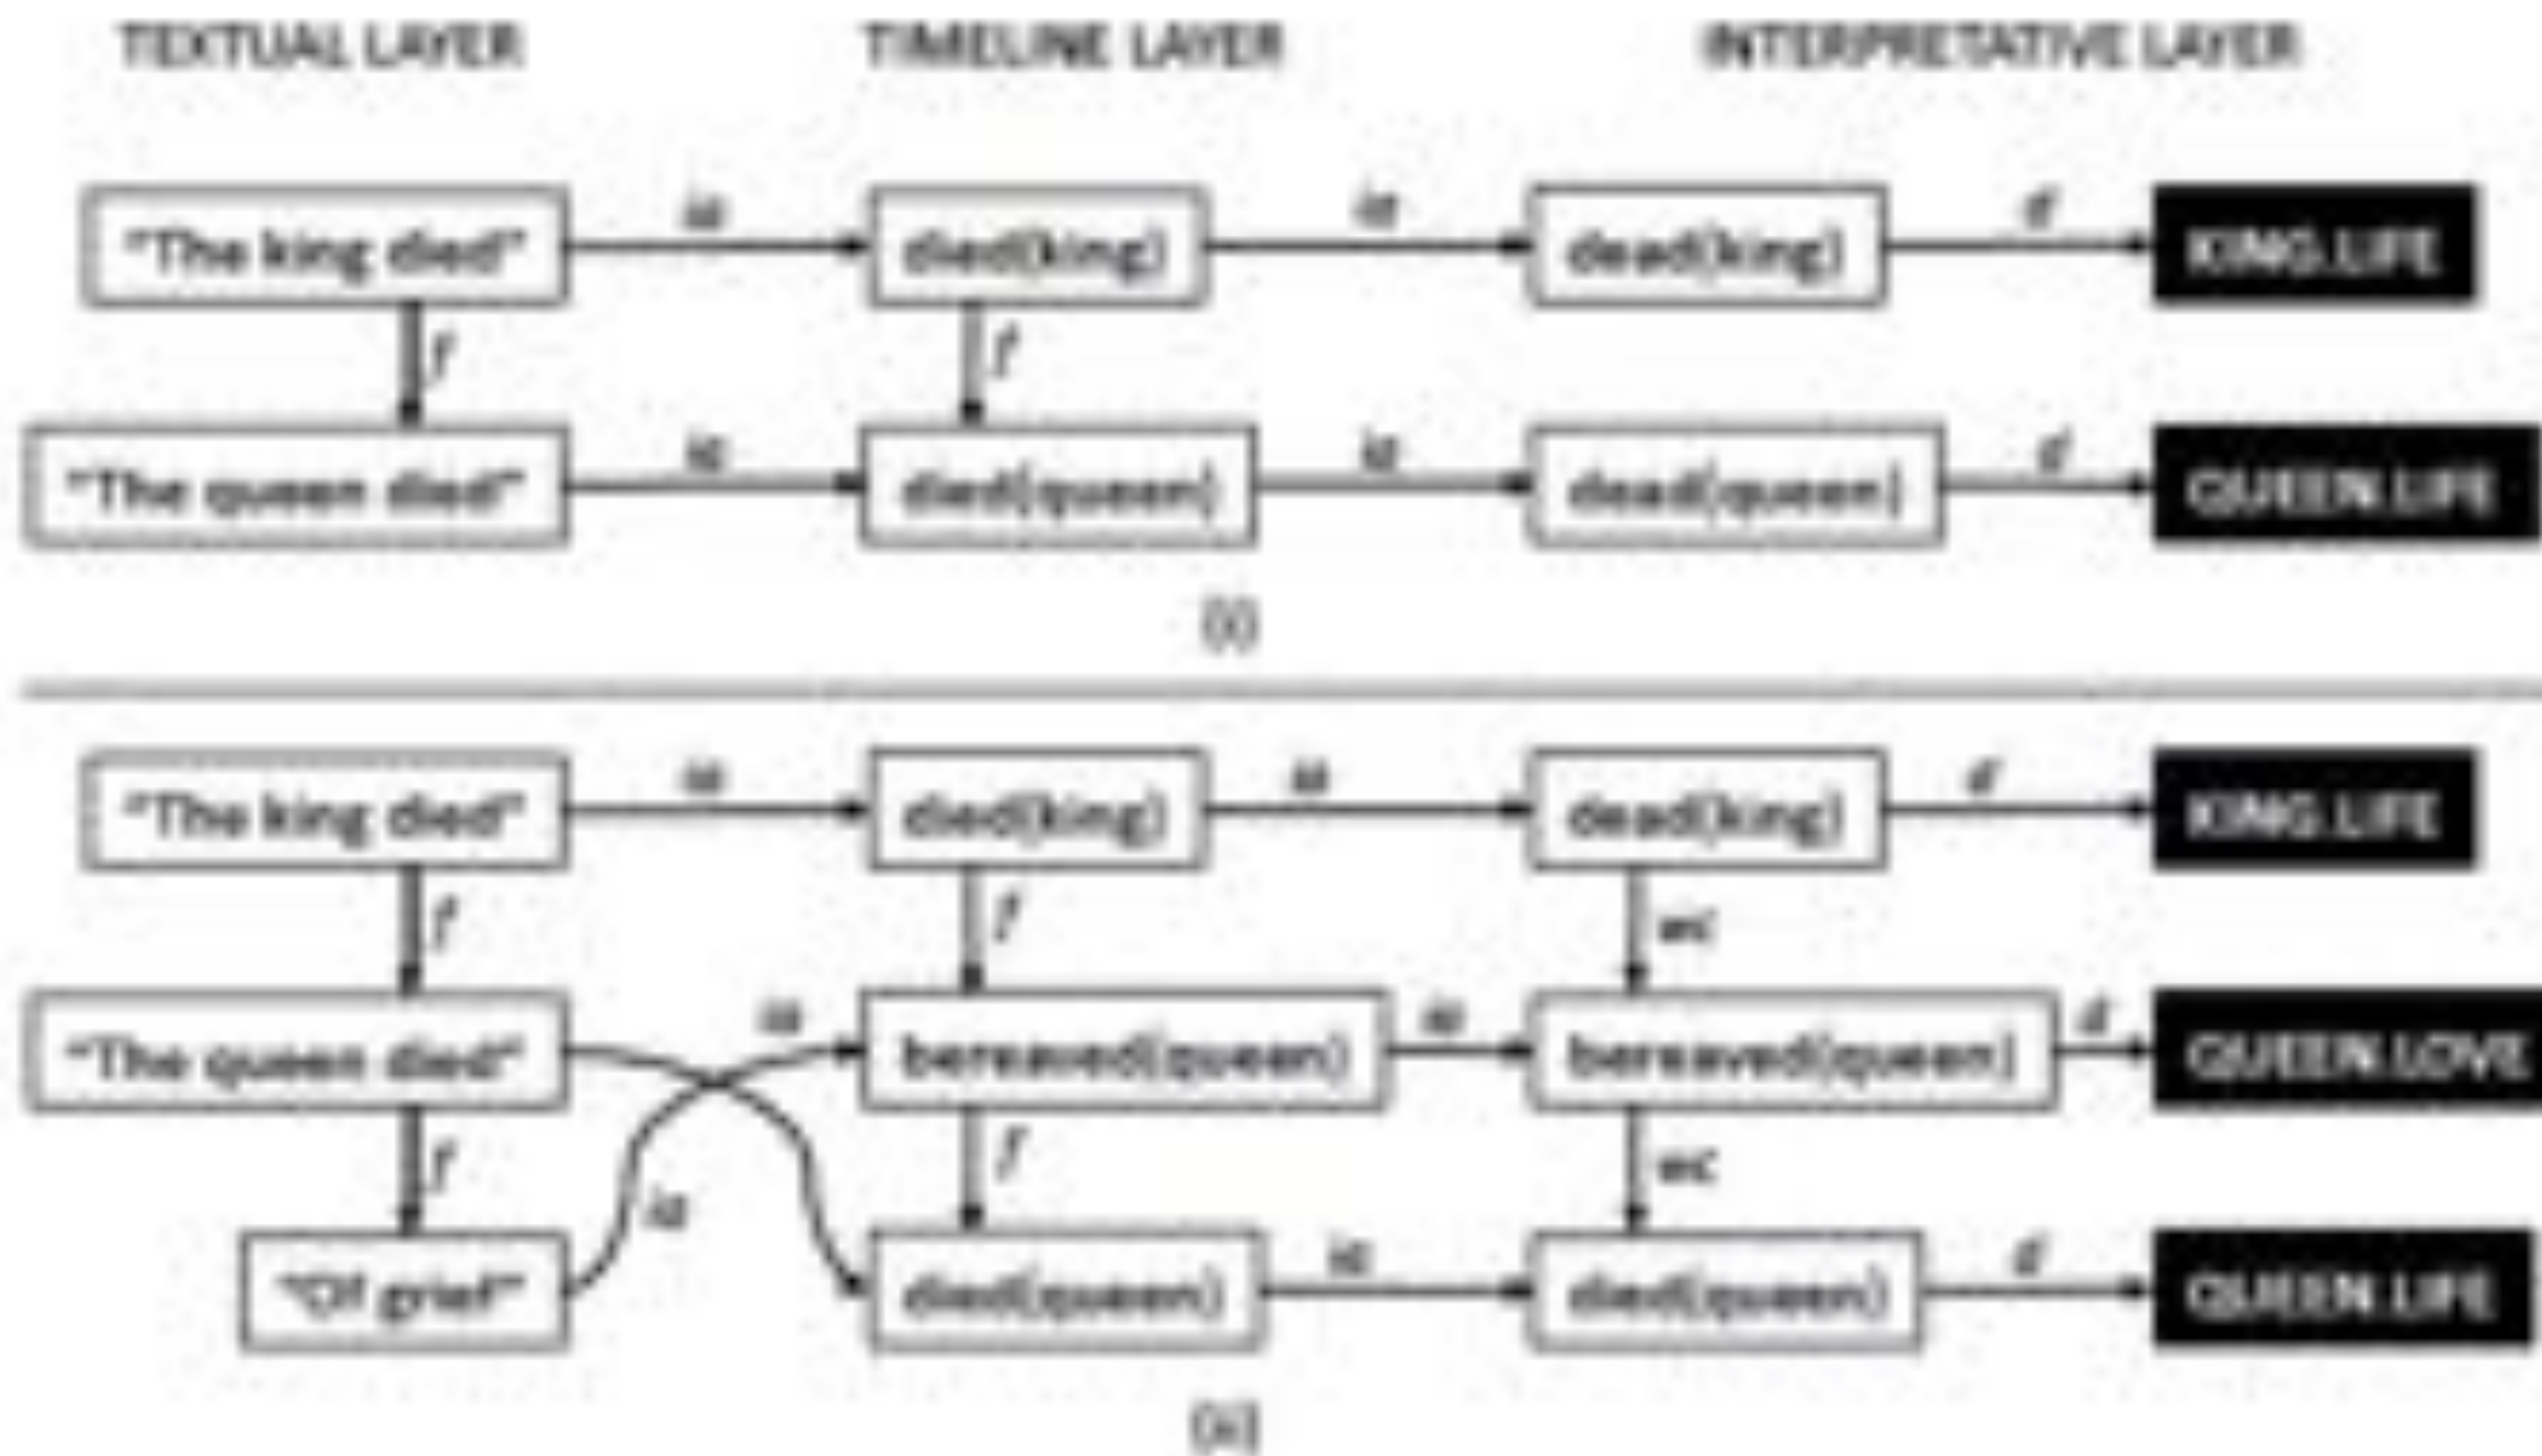 TEXTUAL LAYER TIMELINE LAYER INTERPRETATIVE LAYER
"The king died" died(king) dead(king) d KING.LIFE
f f
"The queen died" died(queen) dead(queen) d QUEEN.LIFE
(i)
"The king died" died(king) dead(king) d KING.LIFE
f f
"The queen died" bereaved(queen) bereaved(queen) d QUEEN.LOVE
f f
"Of grief" died(queen) died(queen) d QUEEN.LIFE
(ii)